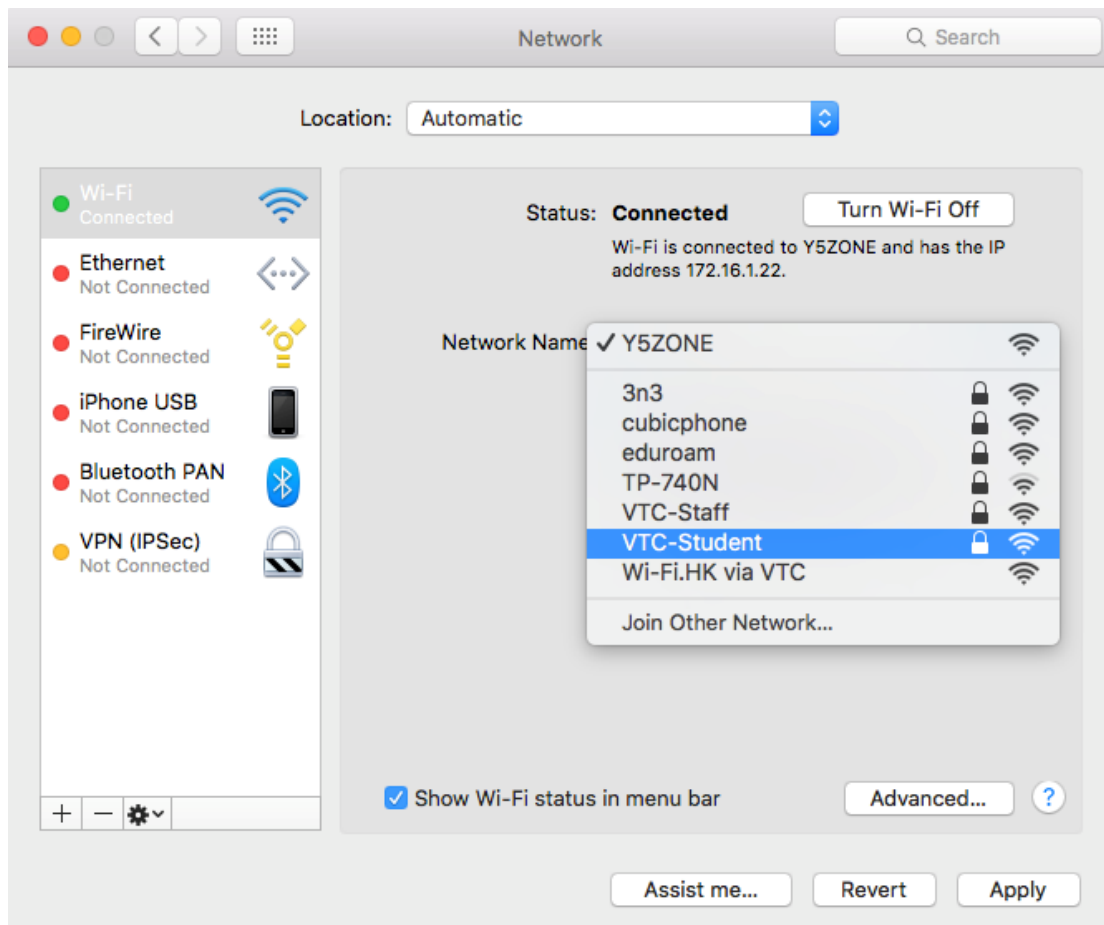 Network
Search
Location: Automatic
Wi-Fi
Connected
Ethernet
Not Connected
FireWire
Not Connected
iPhone USB
Not Connected
Bluetooth PAN
Not Connected
VPN (IPSec)
Not Connected
Status: Connected
Turn Wi-Fi Off
Wi-Fi is connected to Y5ZONE and has the IP
address 172.16.1.22.
Network Name
✓ Y5ZONE
3n3
cubicphone
eduroam
TP-740N
VTC-Staff
VTC-Student
Wi-Fi.HK via VTC
Join Other Network...
Show Wi-Fi status in menu bar
Advanced...
?
Assist me...
Revert
Apply